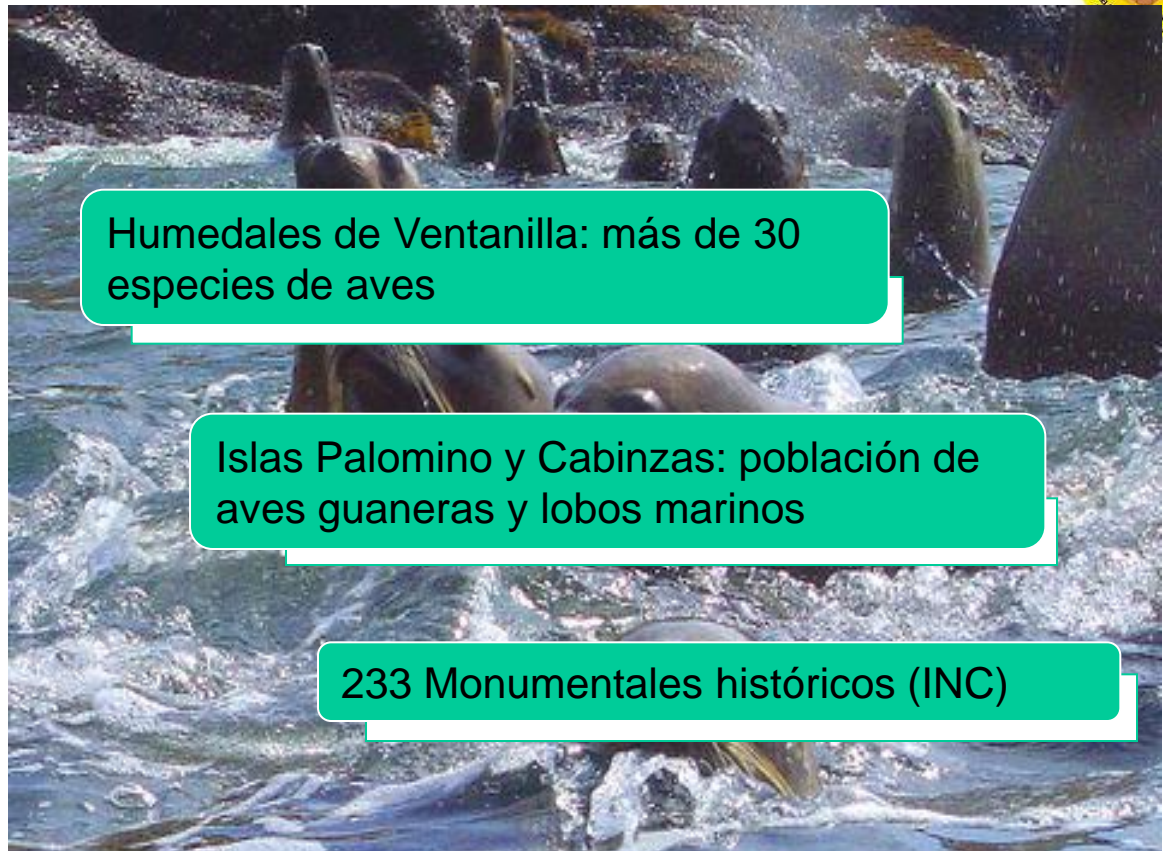 Humedales de Ventanilla: más de 30
especies de aves
Islas Palomino y Cabinzas: población de
aves guaneras y lobos marinos
233 Monumentales históricos (INC)